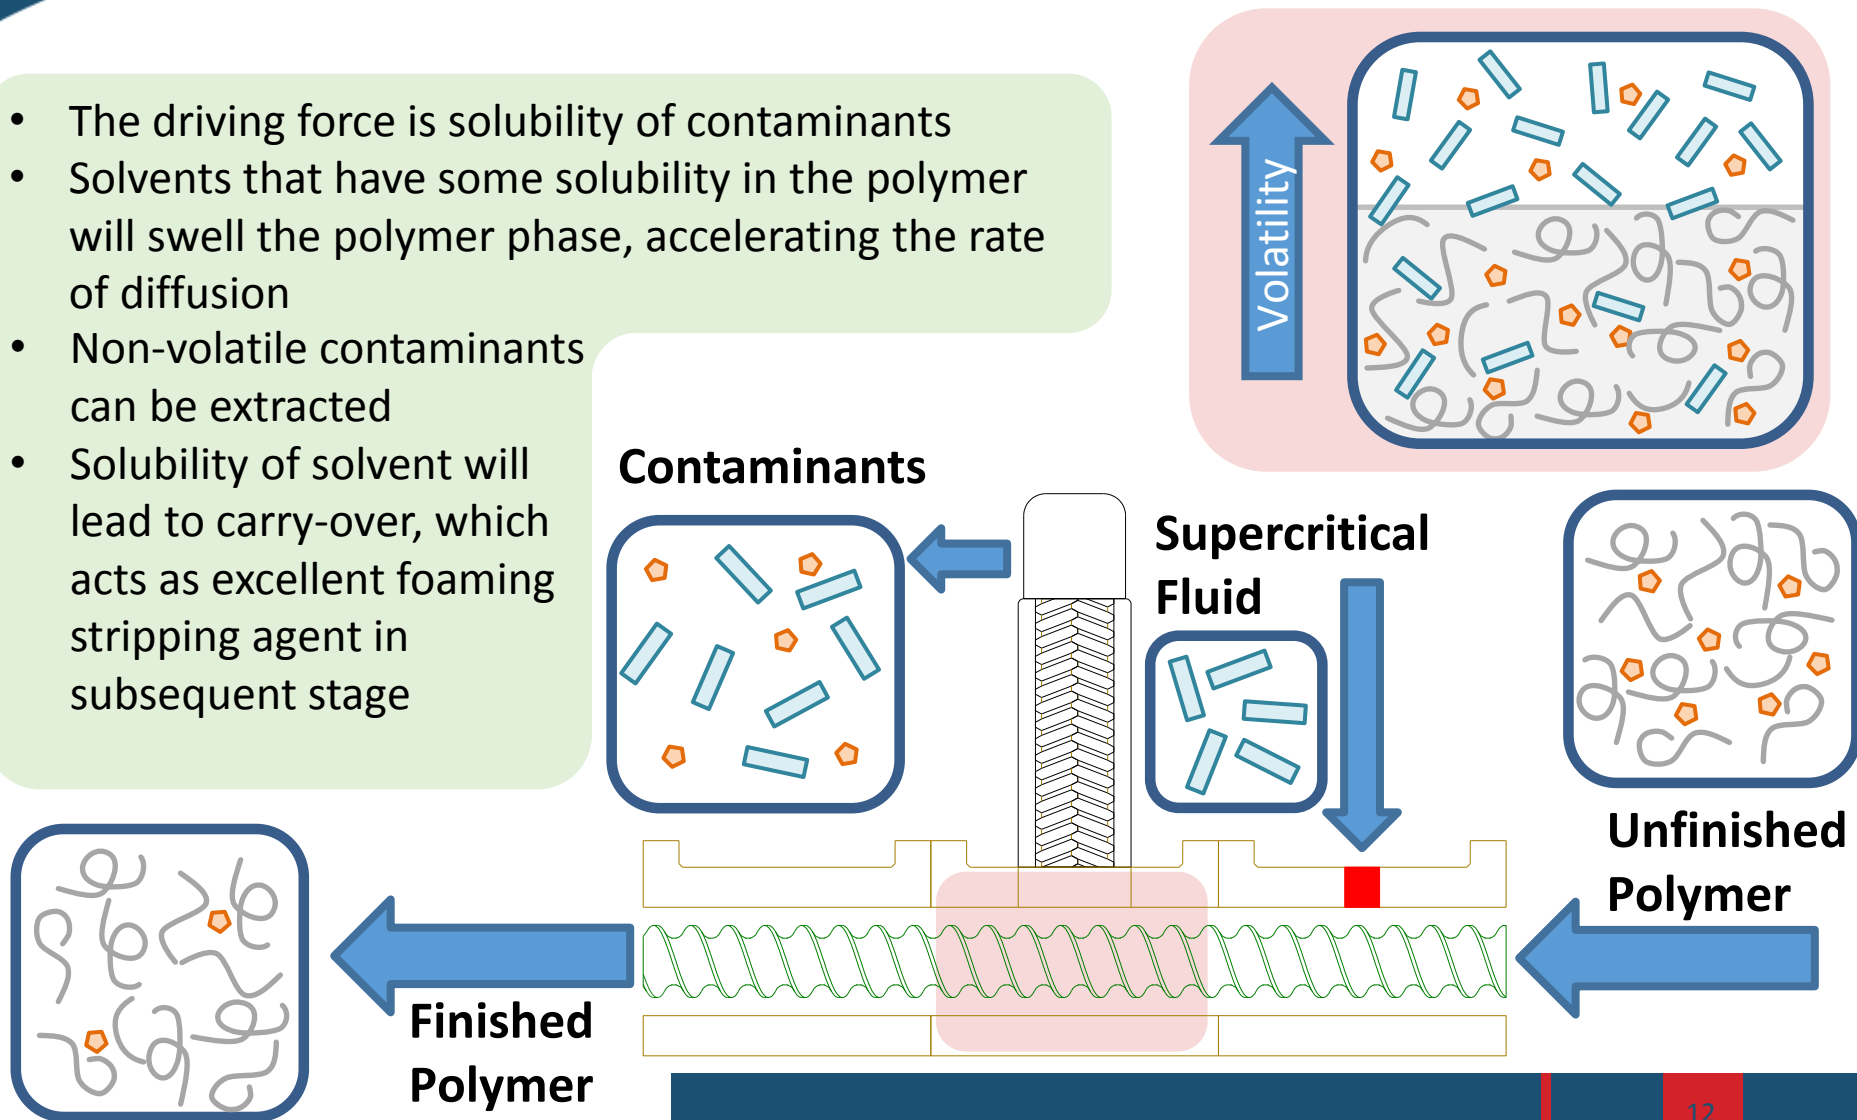 • The driving force is solubility of contaminants
• Solvents that have some solubility in the polymer
will swell the polymer phase, accelerating the rate
of diffusion
• Non-volatile contaminants
can be extracted
• Solubility of solvent will
lead to carry-over, which
acts as excellent foaming
stripping agent in
subsequent stage
Volatility
Contaminants
Supercritical
Fluid
Unfinished
Polymer
Finished
Polymer
12